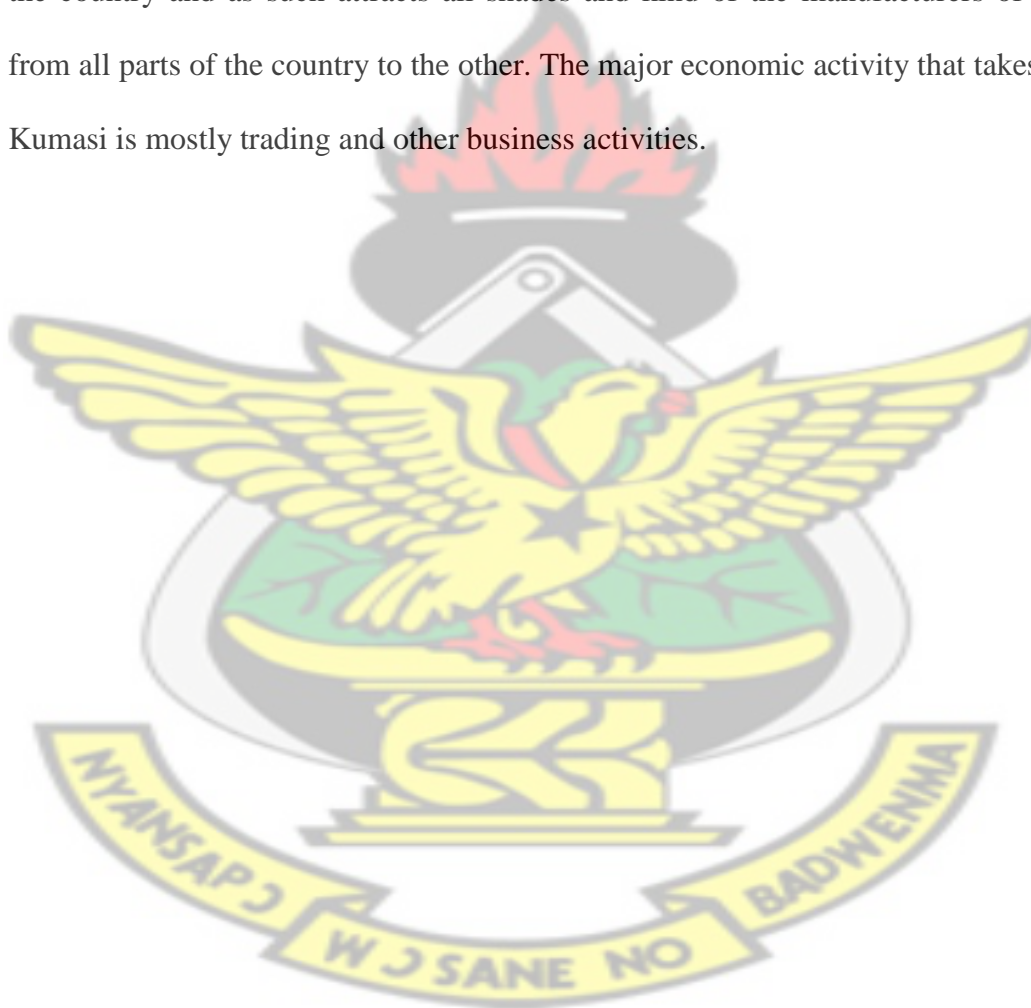 the country and as such attracts all shades and kind of the manufacturers or
from all parts of the country to the other. The major economic activity that takes
Kumasi is mostly trading and other business activities.
NYANSAPƆ
WƆSANE NO
BADWENMA